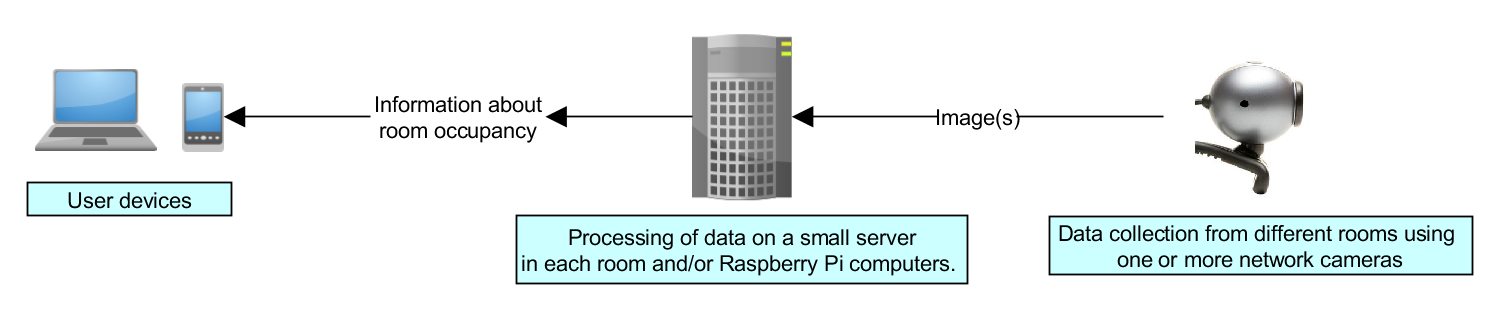 Information about
room occupancy
Image(s)
User devices
Processing of data on a small server
in each room and/or Raspberry Pi computers.
Data collection from different rooms using
one or more network cameras